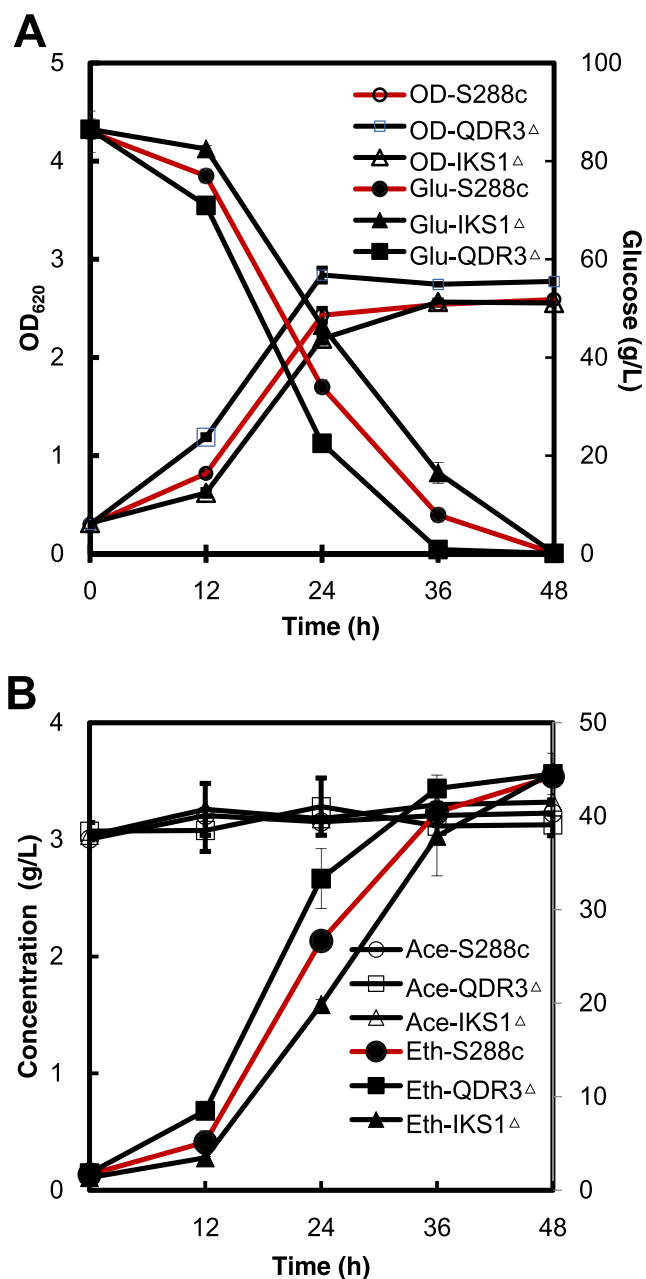 A
5
4
3
2
1
0
OD620
100
80
60
40
20
0
Glucose (g/L)
OD-S288c
OD-QDR3△
OD-IKS1△
Glu-S288c
Glu-IKS1△
Glu-QDR3△
0 12 24 36 48
Time (h)
B
4
3
2
1
0
Concentration (g/L)
50
40
30
20
10
0
Ace-S288c
Ace-QDR3△
Ace-IKS1△
Eth-S288c
Eth-QDR3△
Eth-IKS1△
12 24 36 48
Time (h)